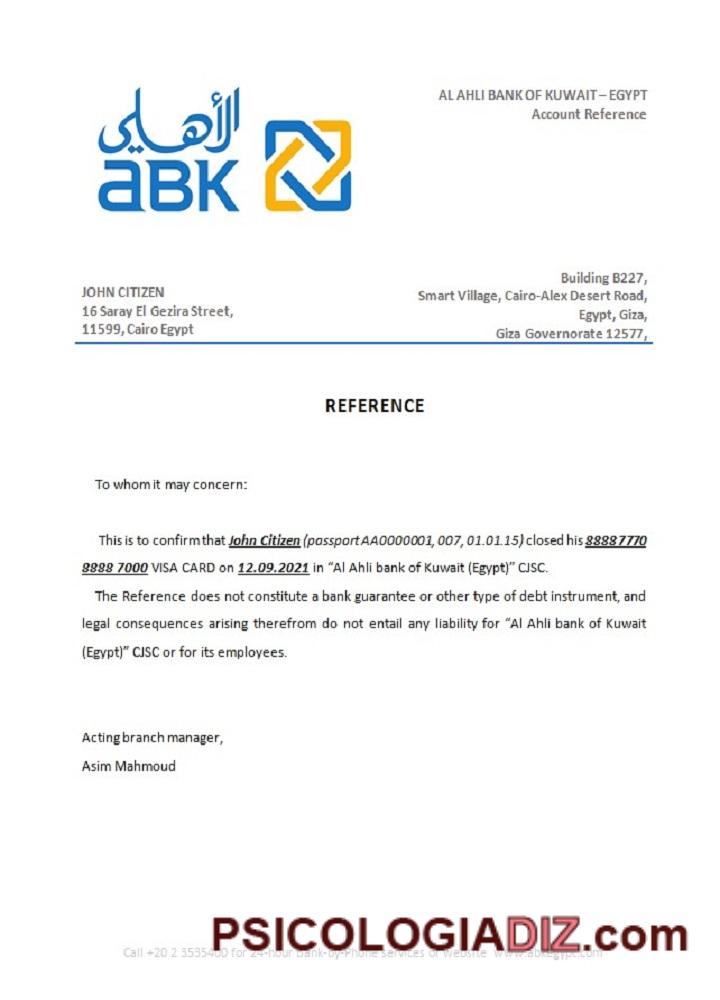 الأهلي
ABK
AL AHLI BANK OF KUWAIT – EGYPT
Account Reference
JOHN CITIZEN
16 Saray El Gezira Street,
11599, Cairo Egypt
Building B227,
Smart Village, Cairo-Alex Desert Road,
Egypt, Giza,
Giza Governorate 12577,
REFERENCE
To whom it may concern:
This is to confirm that John Citizen (passport AA0000001, 007, 01.01.15) closed his 8888 7770
8888 7000 VISA CARD on 12.09.2021 in “Al Ahli bank of Kuwait (Egypt)” CJSC.
The Reference does not constitute a bank guarantee or other type of debt instrument, and
legal consequences arising therefrom do not entail any liability for “Al Ahli bank of Kuwait
(Egypt)” CJSC or for its employees.
Acting branch manager,
Asim Mahmoud
PSICOLOGIADIZ.com
Call +20 2 3535400 for 24-hour Bank-by-Phone services or website www.abkegypt.com